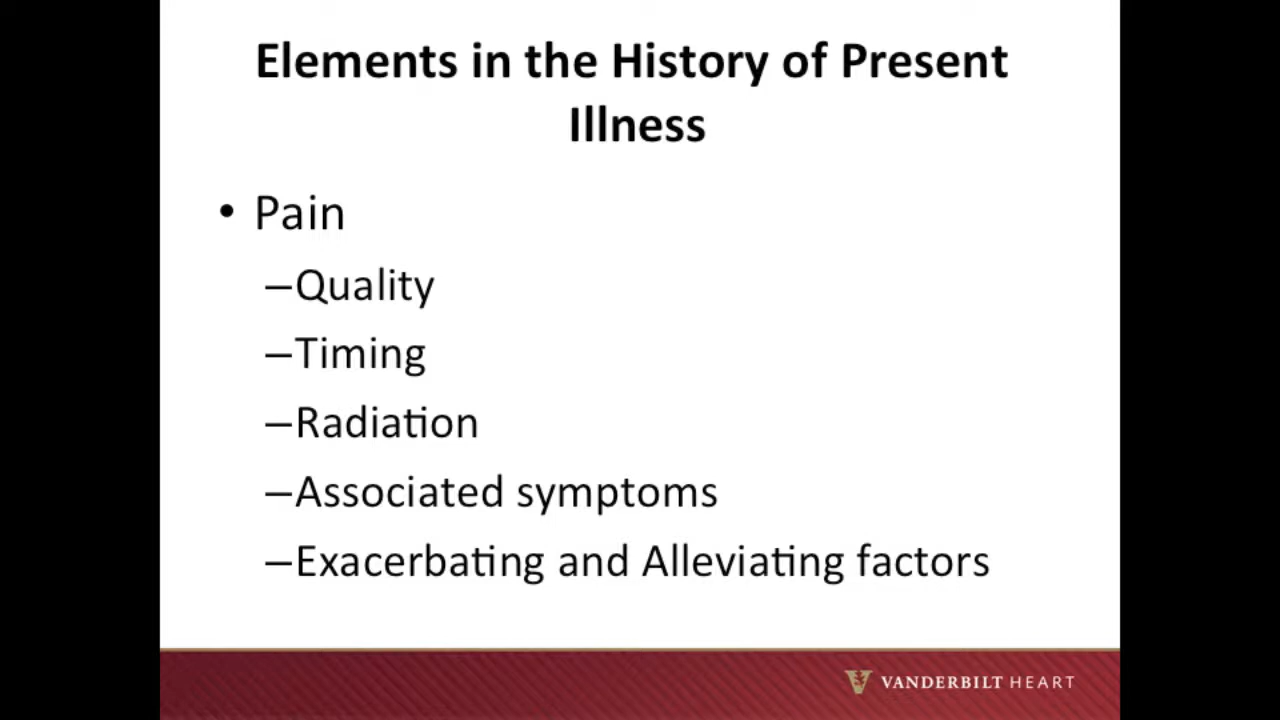 Elements in the History of Present
Illness
• Pain
–Quality
–Timing
–Radiation
–Associated symptoms
–Exacerbating and Alleviating factors
VANDERBILT HEART